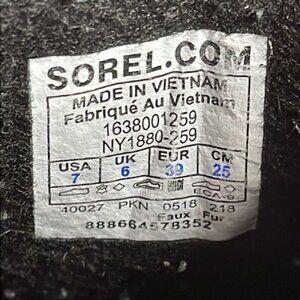 SOREL.COM
MADE IN VIETNAM
Fabriqué Au Vietnam
1638001259
NY1880-259
USA UK EUR CM
7 6 39 25
40027 PKN 0518 218
Faux Fur
888664578352